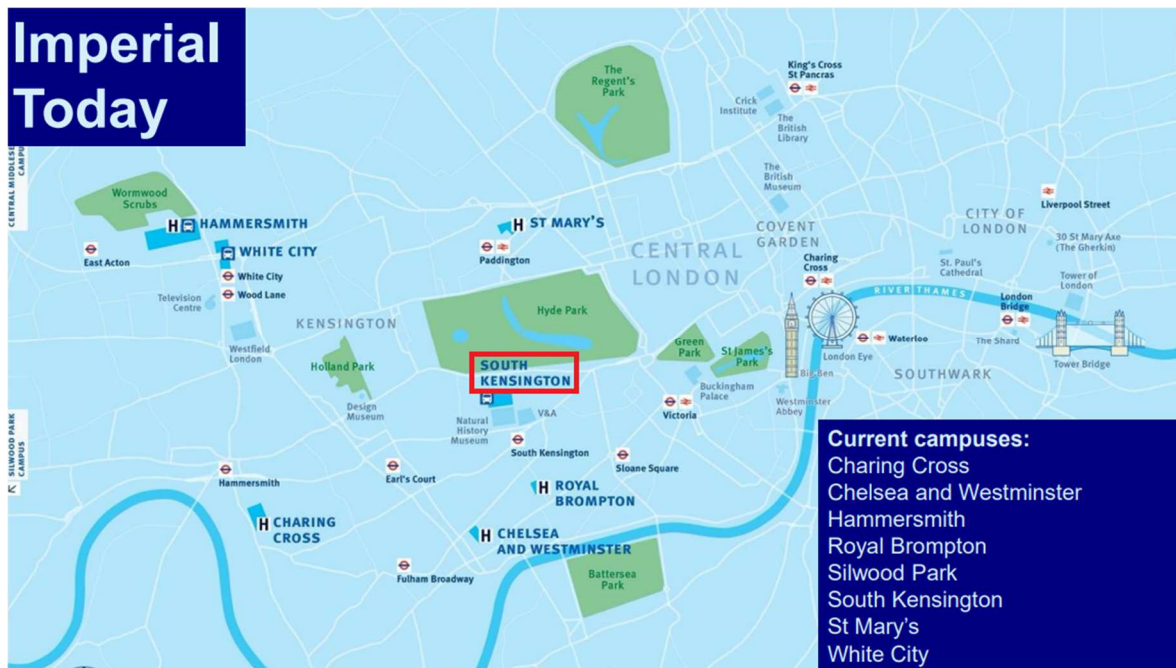 Imperial
Today
CENTRAL MIDDLESE
CAMPUS
The
Regent's
Park
King's Cross
St Pancras
Crick
Institute
The
British
Library
The
British
Museum
Wormwood
Scrubs
H HAMMERSMITH
East Acton
WHITE CITY
White City
Wood Lane
Television
Centre
Westfield
London
H ST MARY'S
Paddington
CENTRAL
LONDON
COVENT
GARDEN
Charing
Cross
CITY OF
LONDON
Liverpool Street
30 St Mary Axe
(The Gherkin)
St. Paul's
Cathedral
Tower of
London
RIVER THAMES
London
Bridge
The Shard
Tower Bridge
KENSINGTON
Hyde Park
Holland Park
Design
Museum
SOUTH
KENSINGTON
Natural
History
Museum
V&A
South Kensington
Green
Park
St James's
Park
Buckingham
Palace
Victoria
Big Ben
Westminster
Abbey
London Eye
Waterloo
SOUTHWARK
SILWOOD PARK
CAMPUS
Hammersmith
Earl's Court
Sloane Square
H ROYAL
BROMPTON
H CHARING
CROSS
H CHELSEA
AND WESTMINSTER
Fulham Broadway
Battersea
Park
Current campuses:
Charing Cross
Chelsea and Westminster
Hammersmith
Royal Brompton
Silwood Park
South Kensington
St Mary's
White City